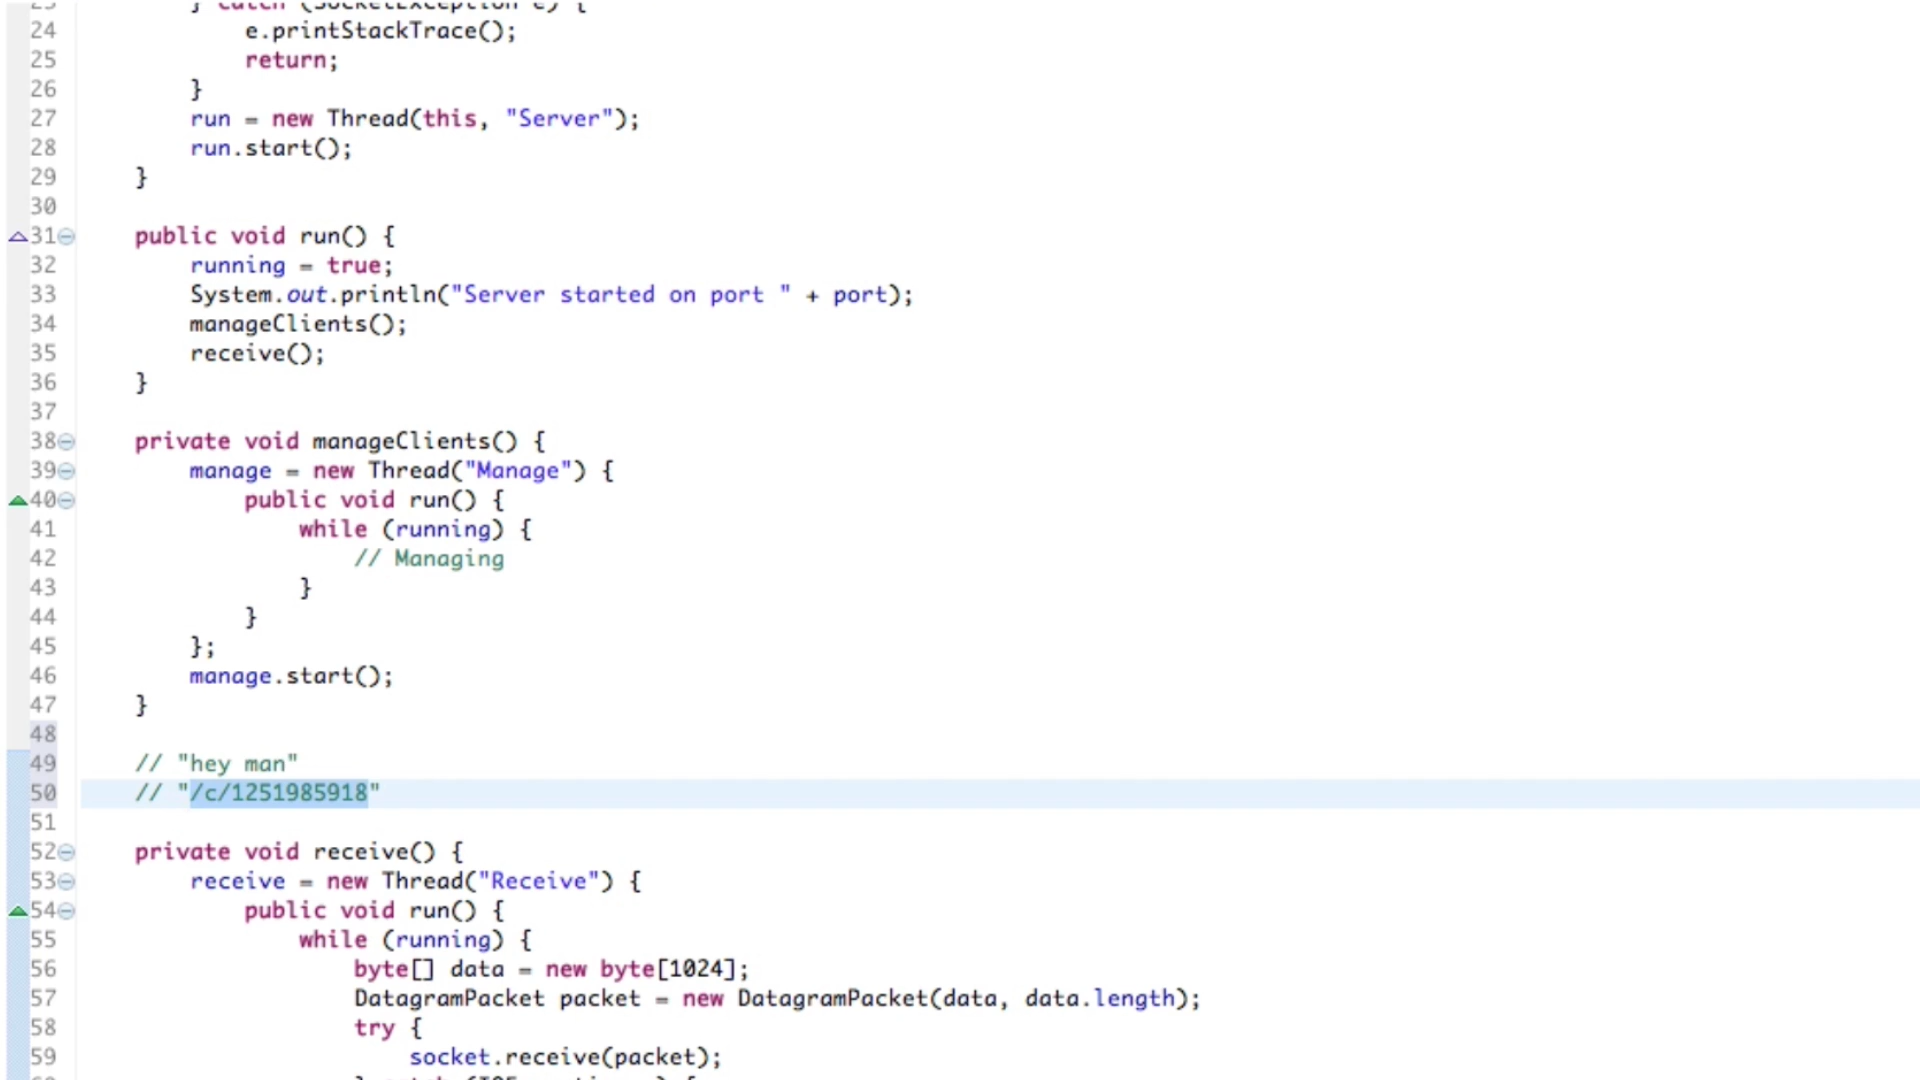 23 } catch (SocketException e) {
24 e.printStackTrace();
25 return;
26 }
27 run = new Thread(this, "Server");
28 run.start();
29 }
30
31 public void run() {
32 running = true;
33 System.out.println("Server started on port " + port);
34 manageClients();
35 receive();
36 }
37
38 private void manageClients() {
39 manage = new Thread("Manage") {
40 public void run() {
41 while (running) {
42 // Managing
43 }
44 }
45 };
46 manage.start();
47 }
48
49 // "hey man"
50 // "/c/1251985918"
51
52 private void receive() {
53 receive = new Thread("Receive") {
54 public void run() {
55 while (running) {
56 byte[] data = new byte[1024];
57 DatagramPacket packet = new DatagramPacket(data, data.length);
58 try {
59 socket.receive(packet);